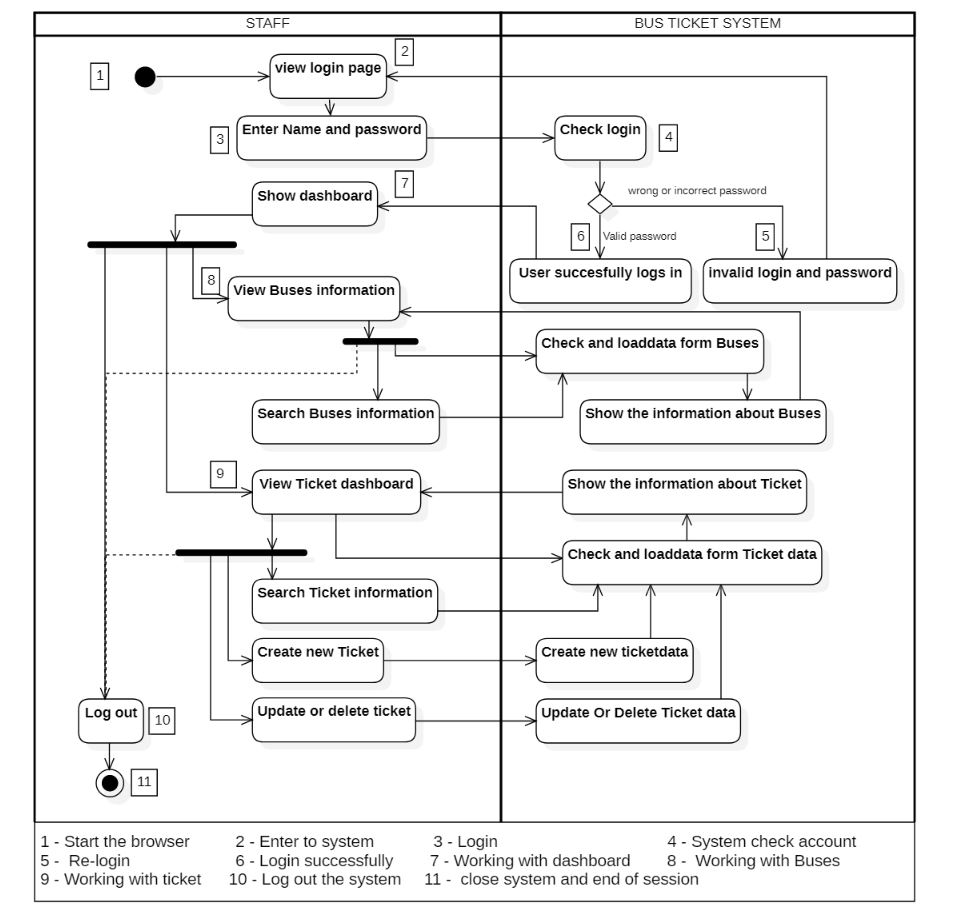 STAFF
BUS TICKET SYSTEM
2
1
view login page
3
Enter Name and password
Check login
4
7
Show dashboard
wrong or incorrect password
6
Valid password
5
8
View Buses information
User succesfully logs in
invalid login and password
Check and loaddata form Buses
Search Buses information
Show the information about Buses
9
View Ticket dashboard
Show the information about Ticket
Check and loaddata form Ticket data
Search Ticket information
Create new Ticket
Create new ticketdata
Log out
10
Update or delete ticket
Update Or Delete Ticket data
11
1 - Start the browser 2 - Enter to system 3 - Login 4 - System check account
5 - Re-login 6 - Login successfully 7 - Working with dashboard 8 - Working with Buses
9 - Working with ticket 10 - Log out the system 11 - close system and end of session